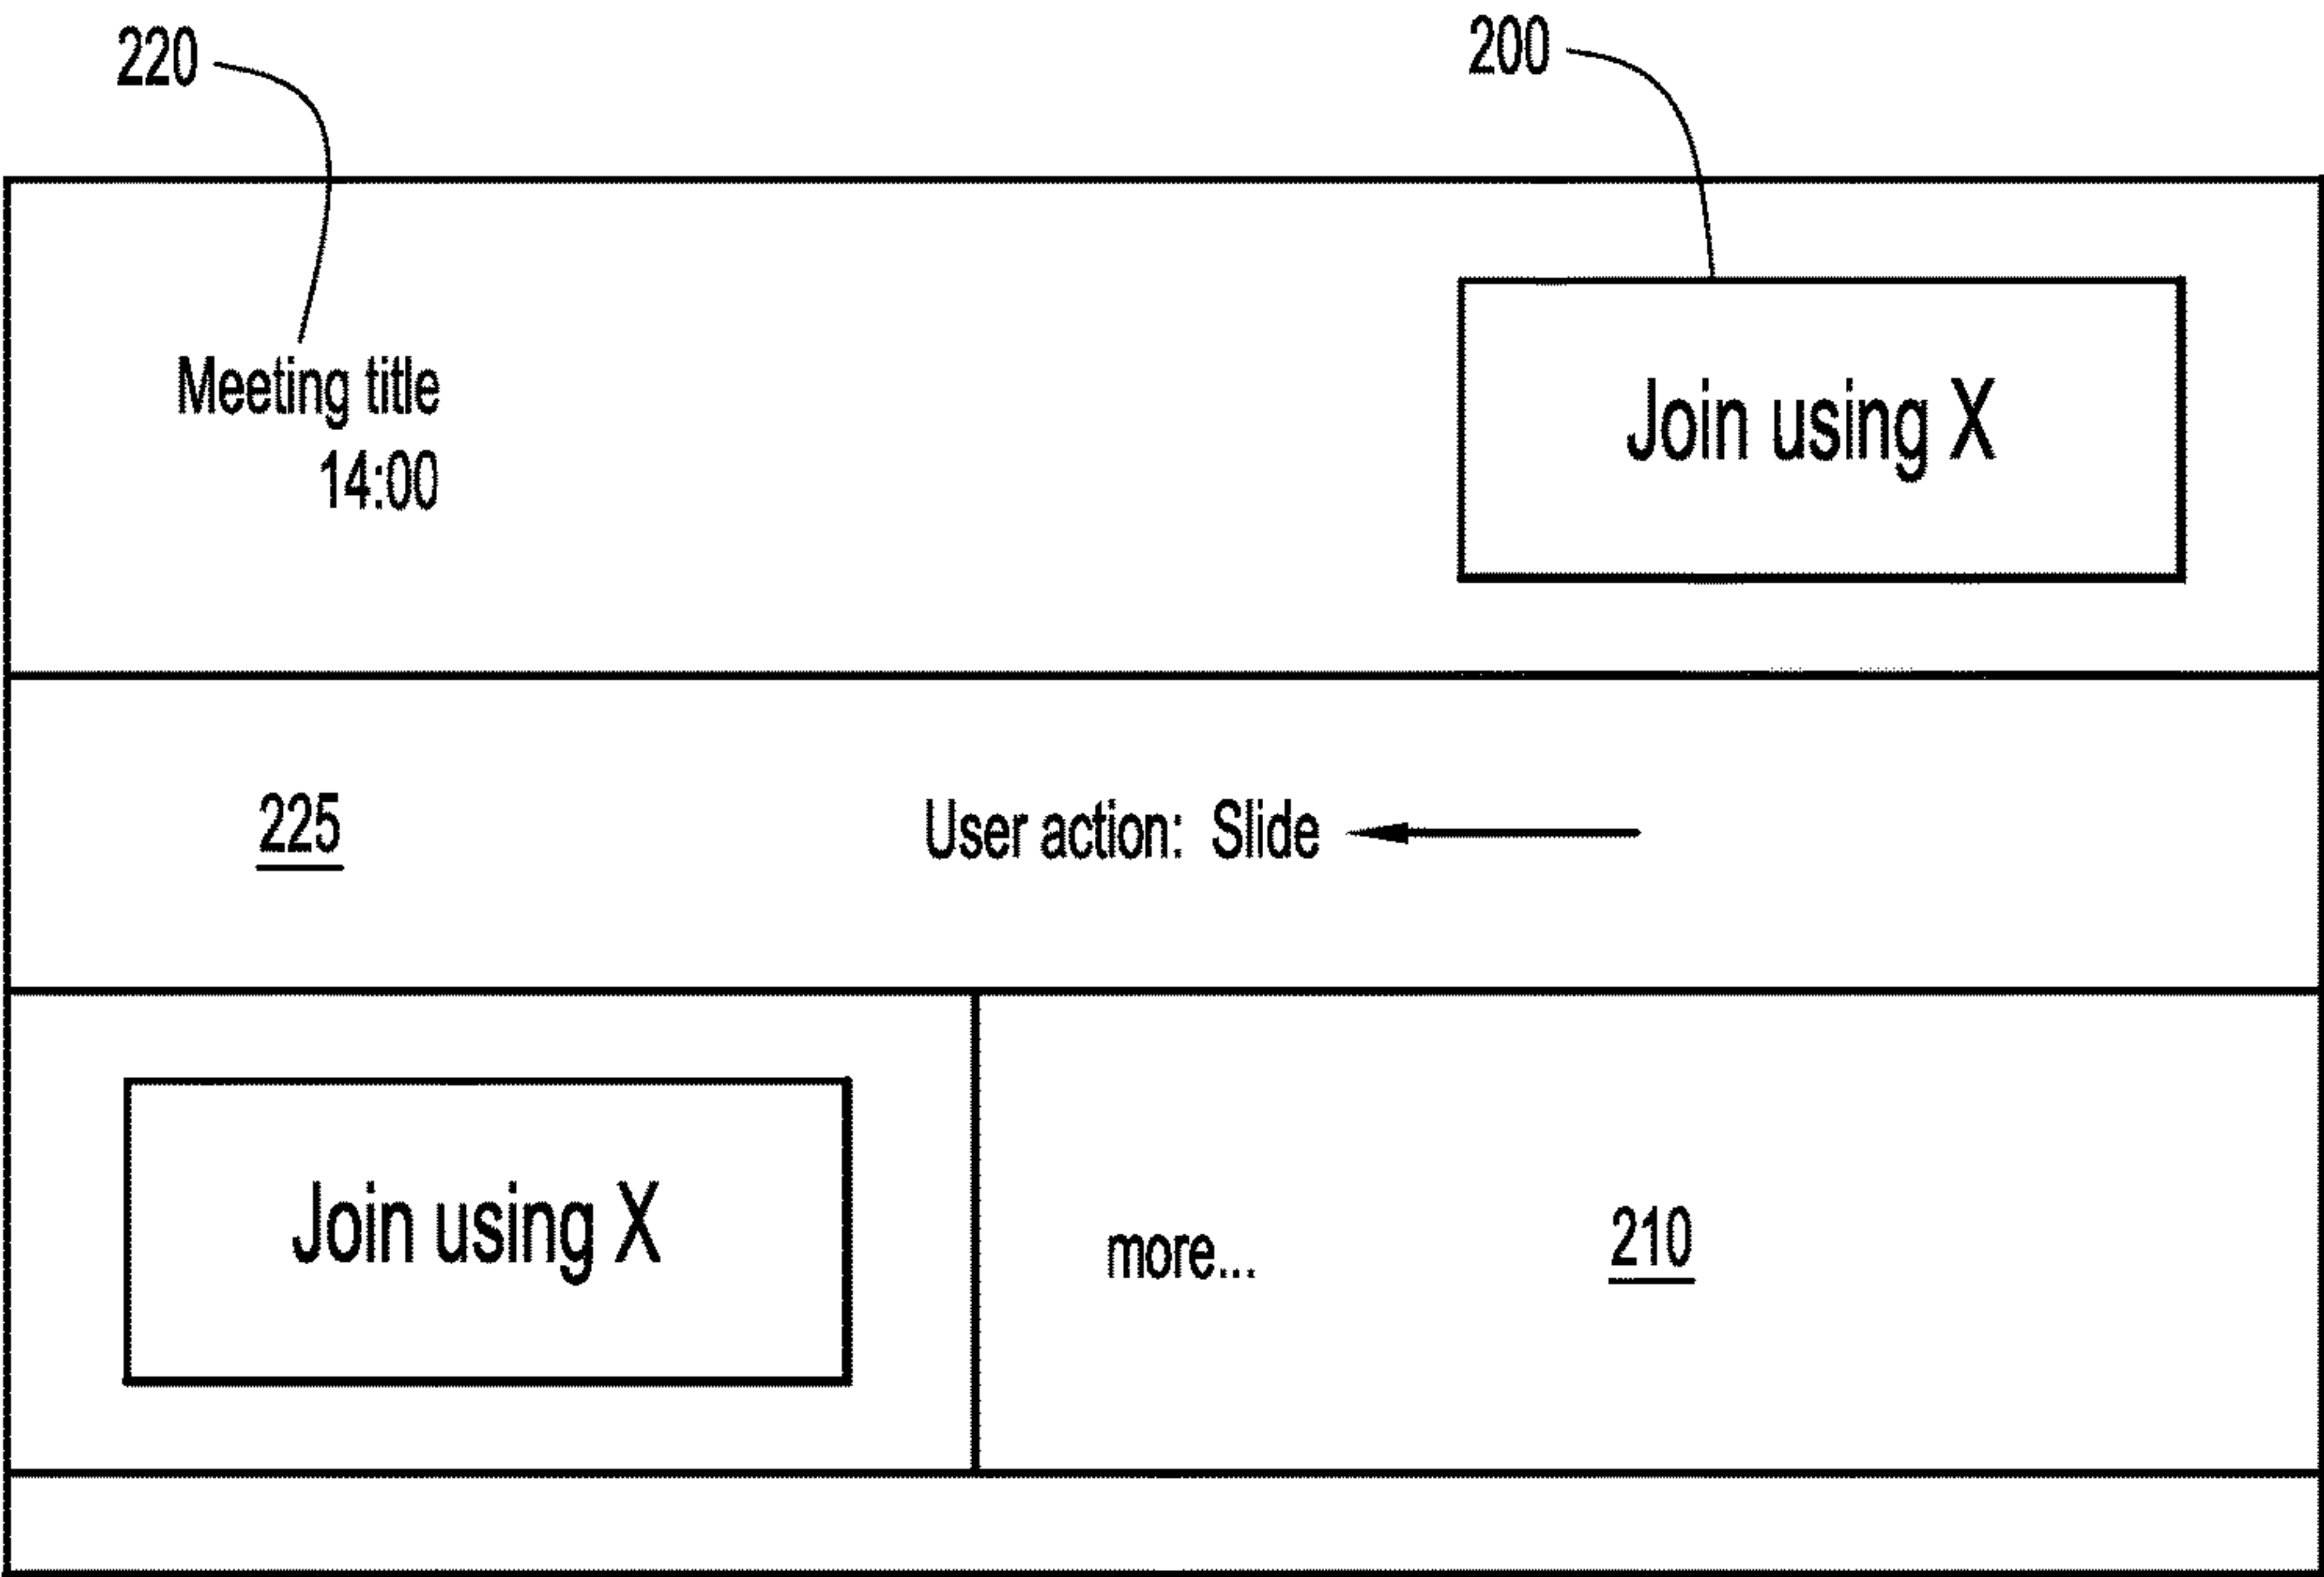 220
200
Meeting title
14:00
Join using X
225
User action: Slide
Join using X
more...
210